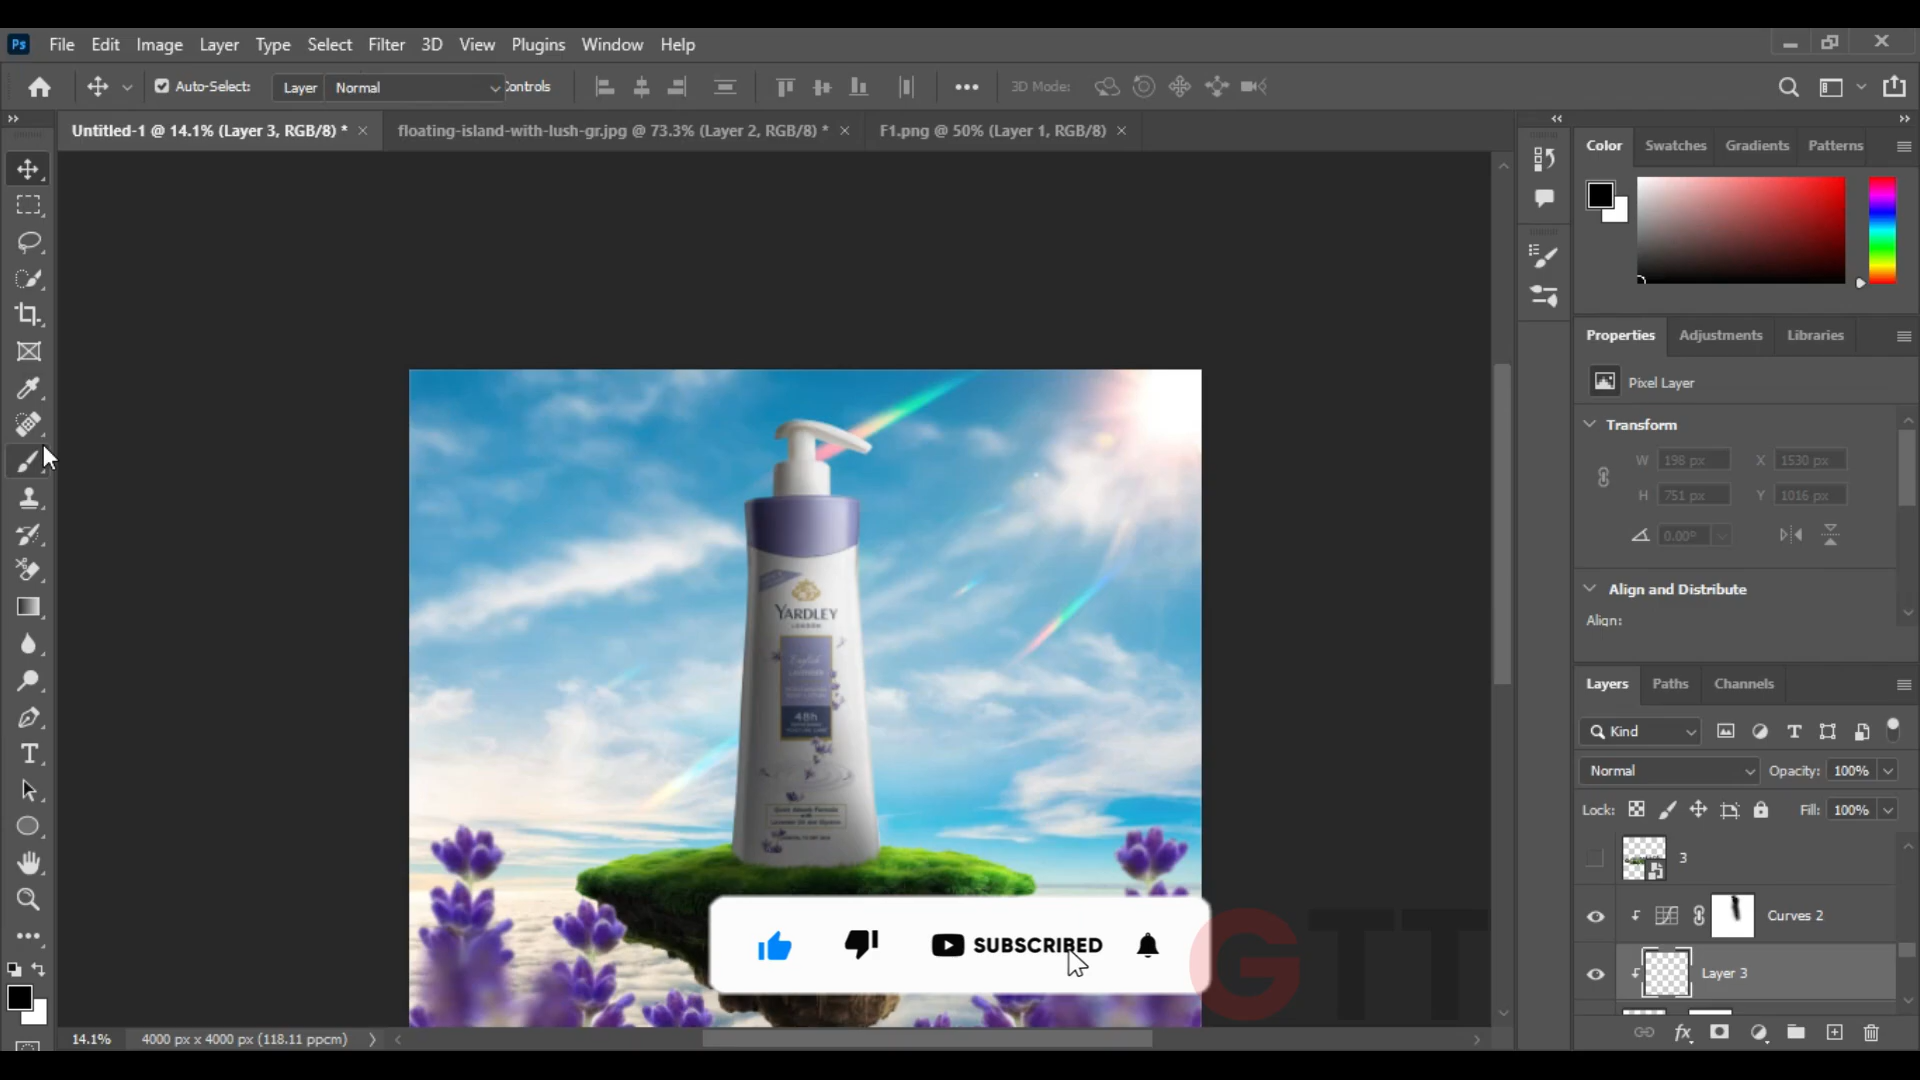 Ps File Edit Image Layer Type Select Filter 3D View Plugins Window Help
Auto-Select: Layer Normal Controls 3D Mode:
Untitled-1 @ 14.1% (Layer 3, RGB/8) * floating-island-with-lush-gr.jpg @ 73.3% (Layer 2, RGB/8) * F1.png @ 50% (Layer 1, RGB/8)
Color Swatches Gradients Patterns
Properties Adjustments Libraries
Pixel Layer
Transform
W 198 px X 1530 px
H 751 px Y 1016 px
0.00°
Align and Distribute
Align:
YARDLEY
LONDON
English
LAVENDER
48h
Layers Paths Channels
Kind
Normal Opacity: 100%
Lock: Fill: 100%
3
Curves 2
Layer 3
SUBSCRIBED
GTT
14.1% 4000 px x 4000 px (118.11 ppcm)